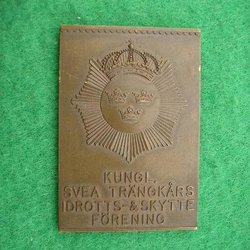 KUNGL.
SVEA TRÄNGKÅRS
IDROTTS-&SKYTTE
FÖRENING